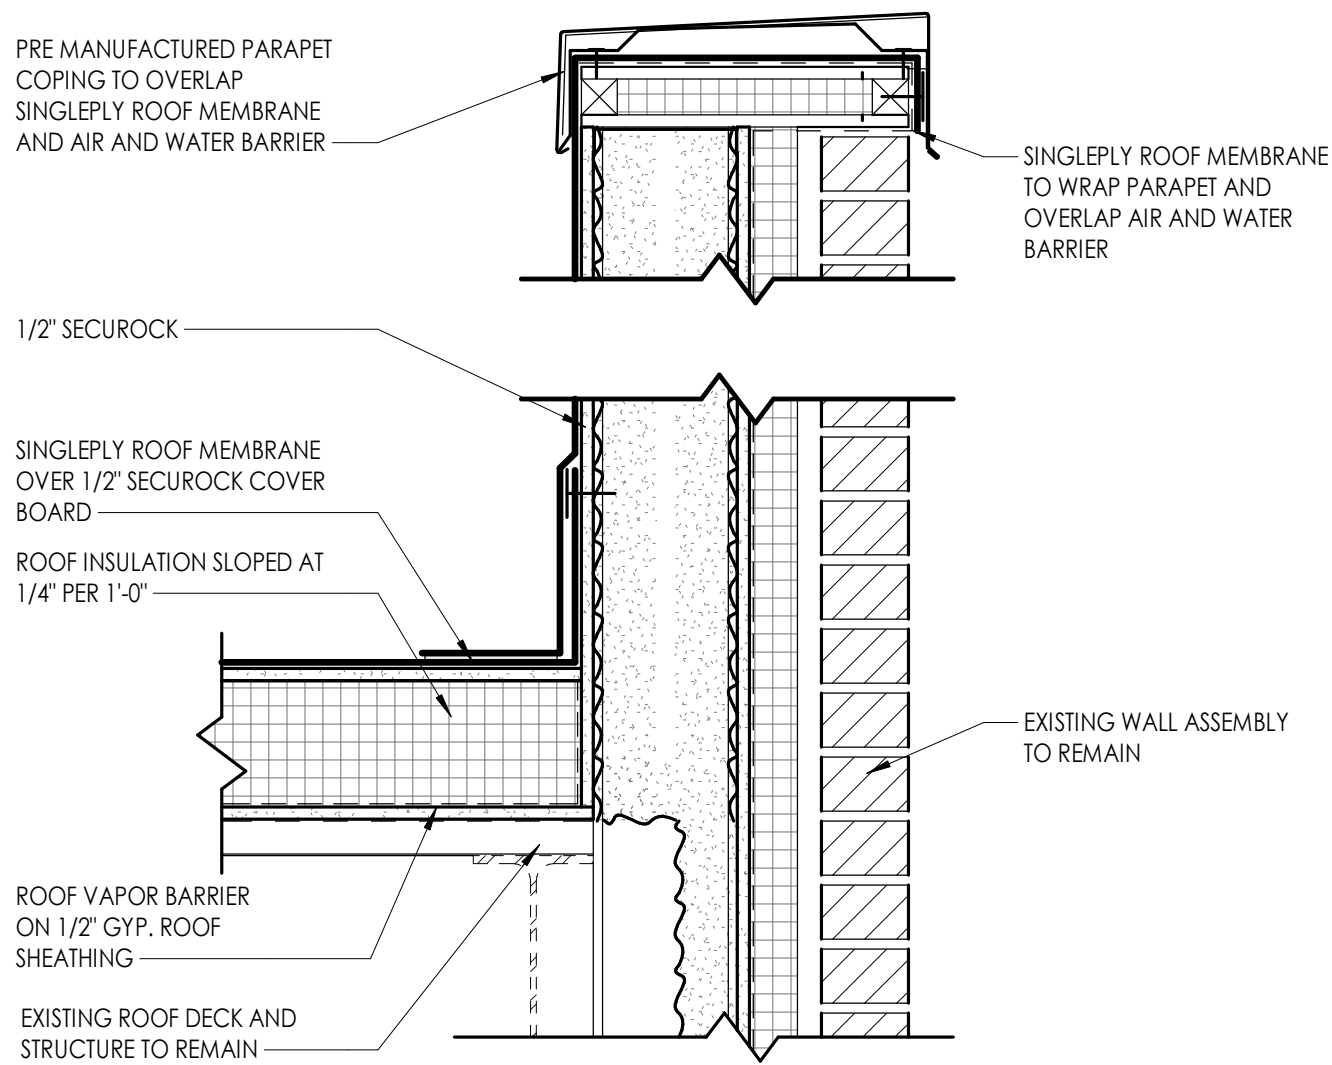 PRE MANUFACTURED PARAPET
COPING TO OVERLAP
SINGLEPLY ROOF MEMBRANE
AND AIR AND WATER BARRIER
SINGLEPLY ROOF MEMBRANE
TO WRAP PARAPET AND
OVERLAP AIR AND WATER
BARRIER
1/2" SECUROCK
SINGLEPLY ROOF MEMBRANE
OVER 1/2" SECUROCK COVER
BOARD
ROOF INSULATION SLOPED AT
1/4" PER 1'-0"
EXISTING WALL ASSEMBLY
TO REMAIN
ROOF VAPOR BARRIER
ON 1/2" GYP. ROOF
SHEATHING
EXISTING ROOF DECK AND
STRUCTURE TO REMAIN